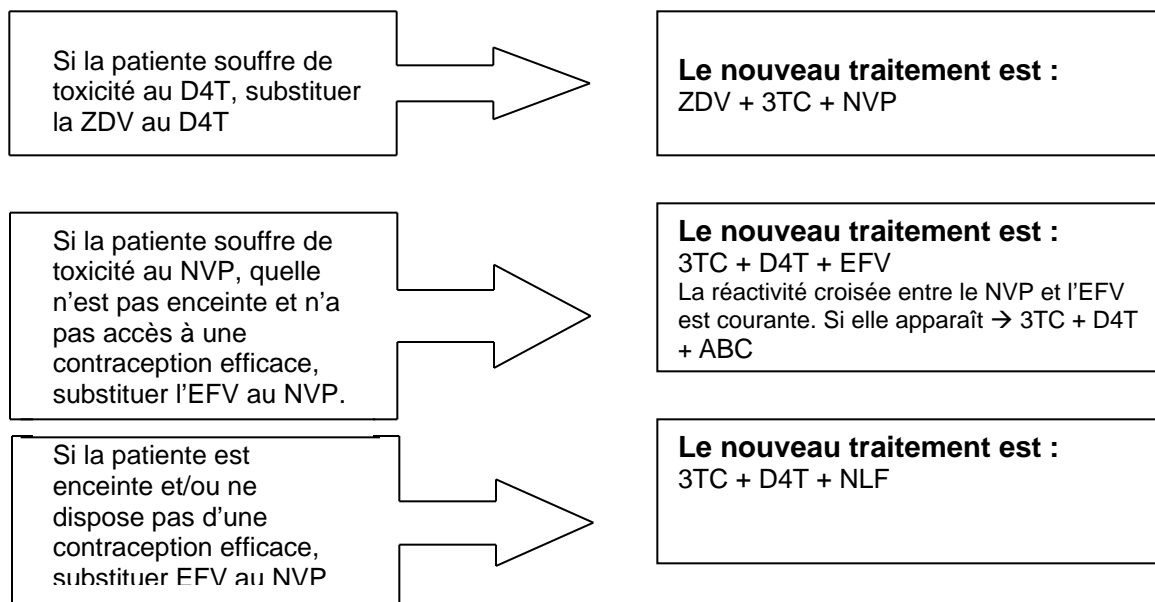 Si la patiente souffre de
toxicité au D4T, substituer
la ZDV au D4T
Le nouveau traitement est :
ZDV + 3TC + NVP
Si la patiente souffre de
toxicité au NVP, quelle
n’est pas enceinte et n’a
pas accès à une
contraception efficace,
substituer l’EFV au NVP.
Le nouveau traitement est :
3TC + D4T + EFV
La réactivité croisée entre le NVP et l’EFV
est courante. Si elle apparaît → 3TC + D4T
+ ABC
Si la patiente est
enceinte et/ou ne
dispose pas d’une
contraception efficace,
substituer EFV au NVP
Le nouveau traitement est :
3TC + D4T + NLF